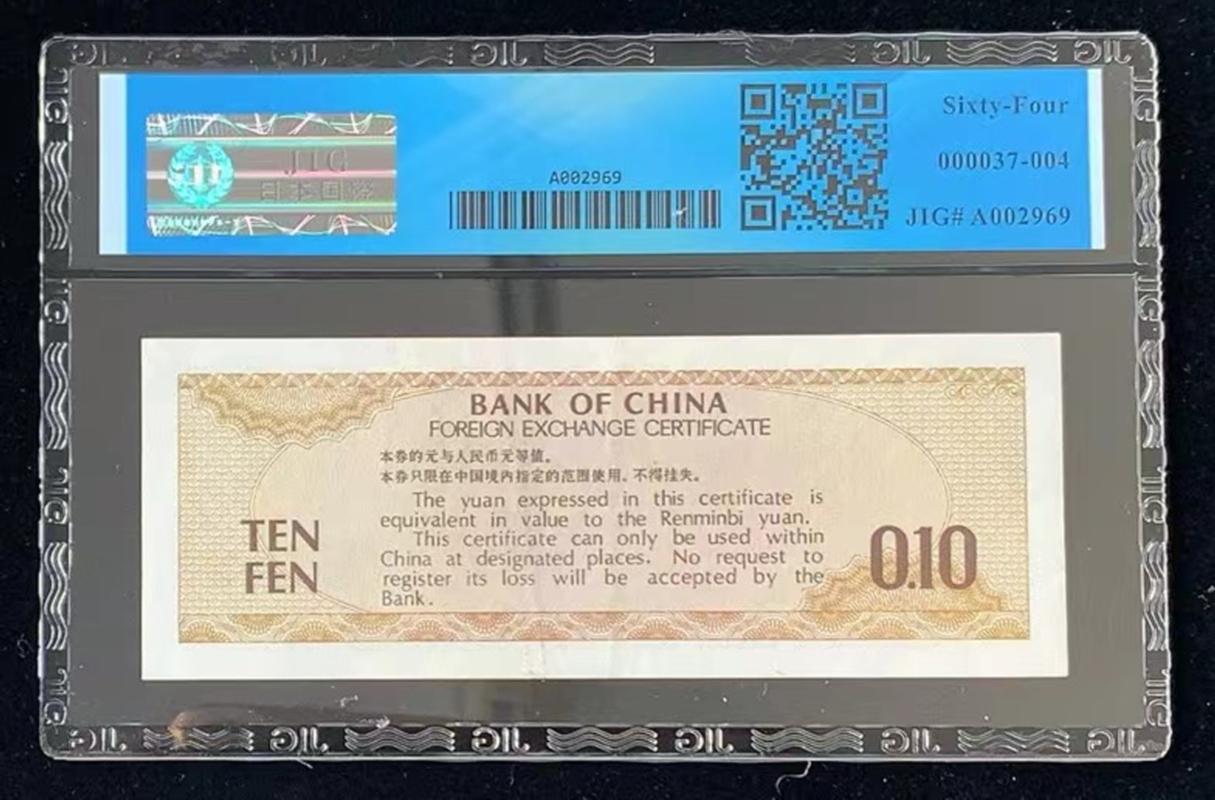 Sixty-Four
000037-004
JIG# A002969
A002969
JIG
日本国際
BANK OF CHINA
FOREIGN EXCHANGE CERTIFICATE
本券的元与人民币元等值。
本券只限在中国境内指定的范围使用，不得挂失。
The yuan expressed in this certificate is
equivalent in value to the Renminbi yuan.
This certificate can only be used within
China at designated places. No request to
register its loss will be accepted by the
Bank.
TEN
FEN
0.10